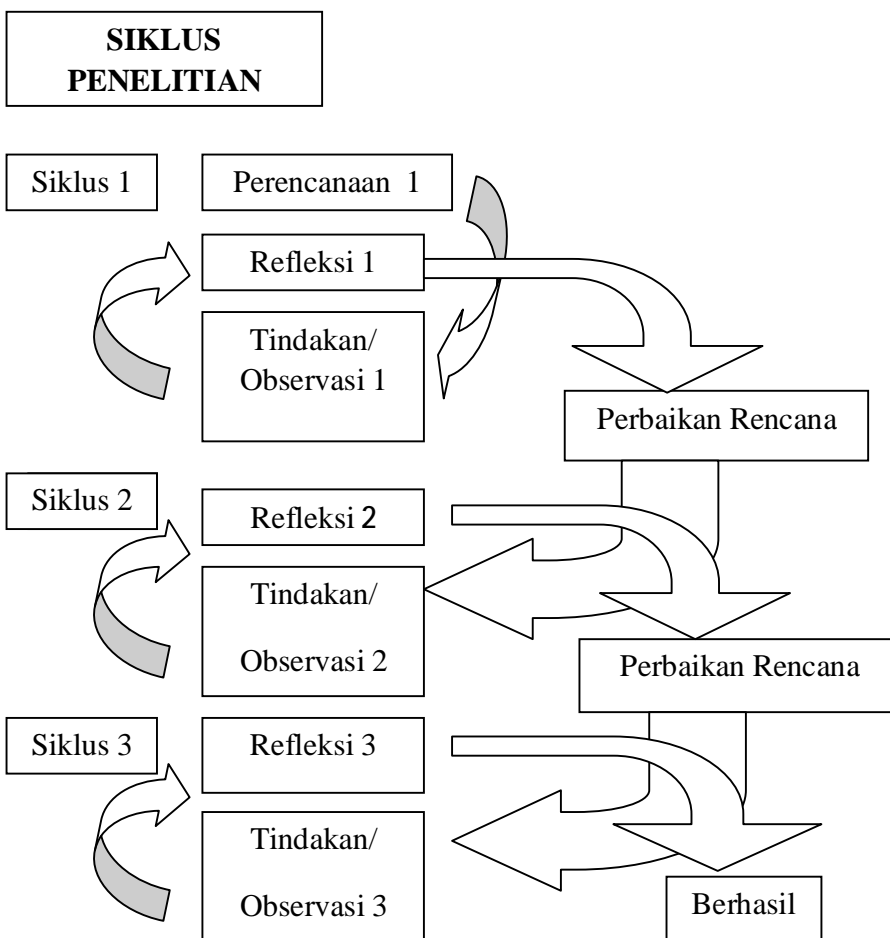 SIKLUS
PENELITIAN
Siklus 1
Perencanaan 1
Refleksi 1
Tindakan/
Observasi 1
Perbaikan Rencana
Siklus 2
Refleksi 2
Tindakan/
Observasi 2
Perbaikan Rencana
Siklus 3
Refleksi 3
Tindakan/
Observasi 3
Berhasil